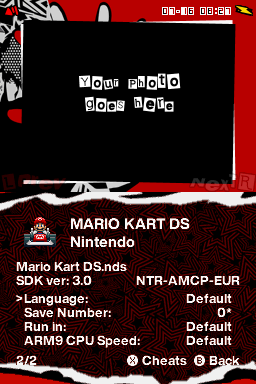 07-16 08:27
Your Photo
goes here
MARIO KART DS
Nintendo
Mario Kart DS.nds
SDK ver: 3.0 NTR-AMCP-EUR
>Language: Default
Save Number: 0*
Run in: Default
ARM9 CPU Speed: Default
2/2 X Cheats B Back